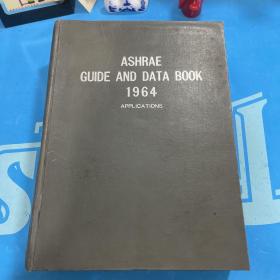 ASHRAE
GUIDE AND DATA BOOK
1964
APPLICATIONS